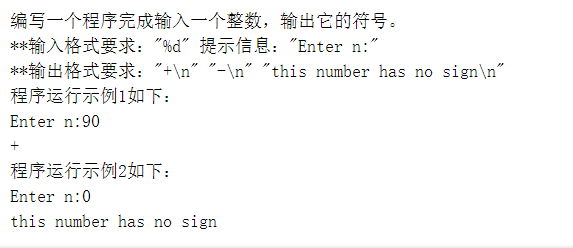 编写一个程序完成输入一个整数，输出它的符号。
**输入格式要求："%d" 提示信息："Enter n:"
**输出格式要求："+\n" "-\n" "this number has no sign\n"
程序运行示例1如下：
Enter n:90
+
程序运行示例2如下：
Enter n:0
this number has no sign